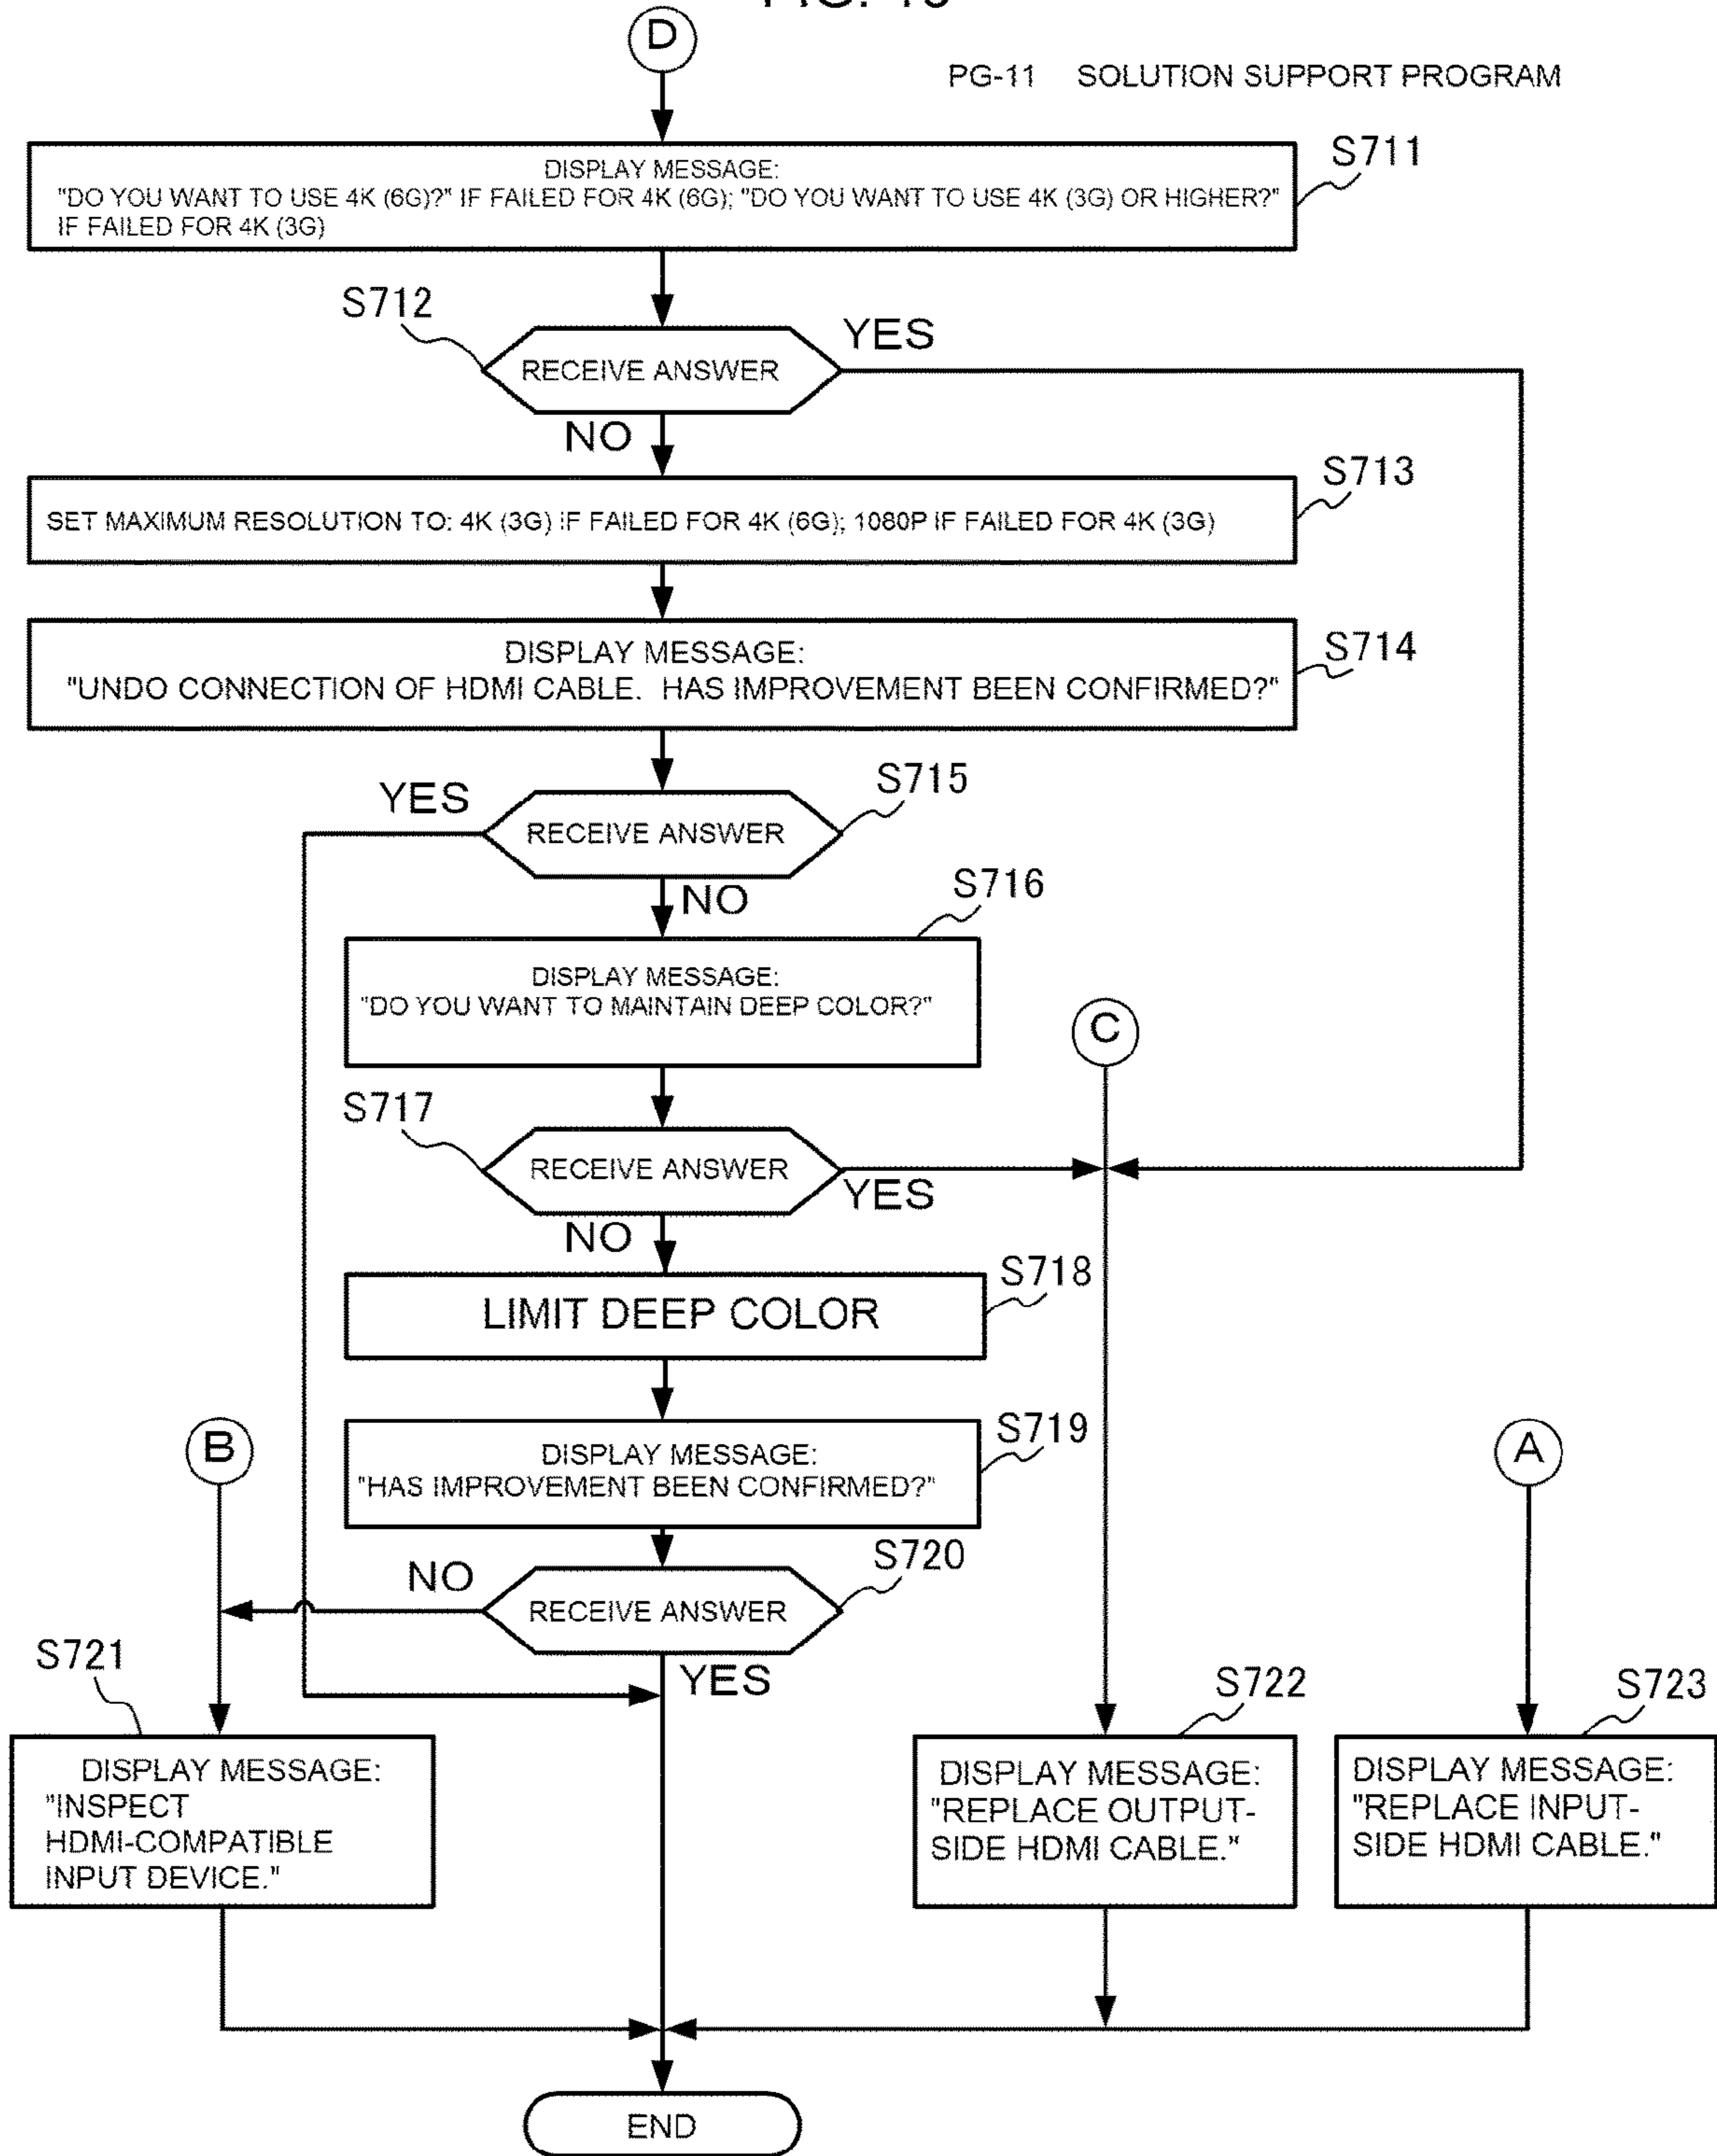 D
PG-11 SOLUTION SUPPORT PROGRAM
S711
DISPLAY MESSAGE:
"DO YOU WANT TO USE 4K (6G)?" IF FAILED FOR 4K (6G); "DO YOU WANT TO USE 4K (3G) OR HIGHER?"
IF FAILED FOR 4K (3G)
S712
RECEIVE ANSWER
YES
NO
S713
SET MAXIMUM RESOLUTION TO: 4K (3G) IF FAILED FOR 4K (6G); 1080P IF FAILED FOR 4K (3G)
S714
DISPLAY MESSAGE:
"UNDO CONNECTION OF HDMI CABLE. HAS IMPROVEMENT BEEN CONFIRMED?"
S715
YES
RECEIVE ANSWER
NO
S716
DISPLAY MESSAGE:
"DO YOU WANT TO MAINTAIN DEEP COLOR?"
C
S717
RECEIVE ANSWER
YES
NO
S718
LIMIT DEEP COLOR
S719
DISPLAY MESSAGE:
"HAS IMPROVEMENT BEEN CONFIRMED?"
B
A
S720
NO
RECEIVE ANSWER
YES
S721
DISPLAY MESSAGE:
"INSPECT
HDMI-COMPATIBLE
INPUT DEVICE."
S722
DISPLAY MESSAGE:
"REPLACE OUTPUT-
SIDE HDMI CABLE."
S723
DISPLAY MESSAGE:
"REPLACE INPUT-
SIDE HDMI CABLE."
END